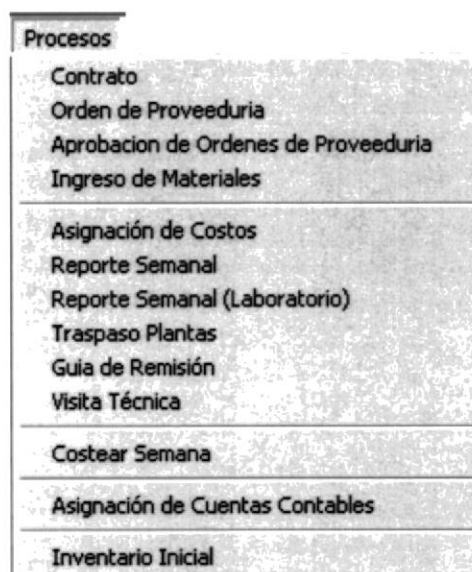 Procesos
Contrato
Orden de Proveeduria
Aprobacion de Ordenes de Proveeduria
Ingreso de Materiales
Asignación de Costos
Reporte Semanal
Reporte Semanal (Laboratorio)
Traspaso Plantas
Guia de Remisión
Visita Técnica
Costear Semana
Asignación de Cuentas Contables
Inventario Inicial